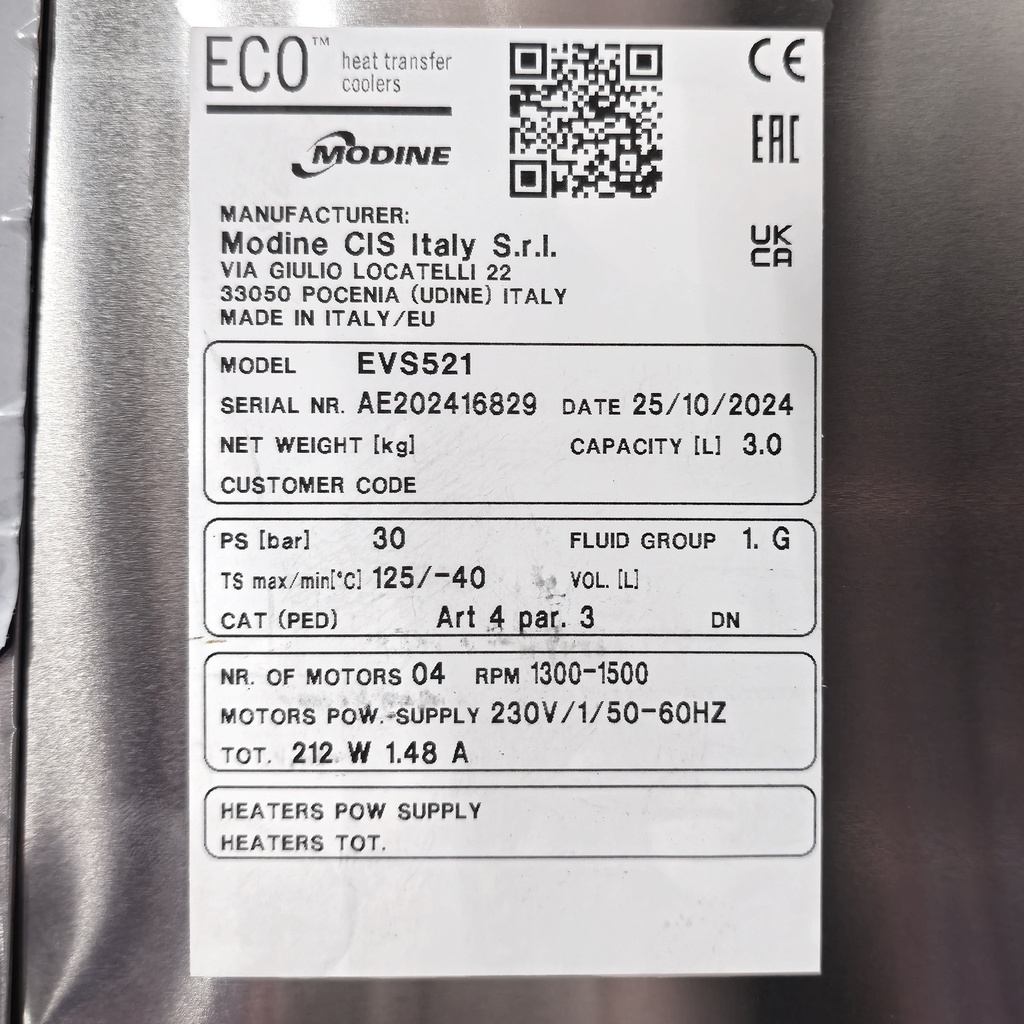 ECO™ heat transfer coolers
MODINE
CE
EAC
UK CA
MANUFACTURER:
Modine CIS Italy S.r.l.
VIA GIULIO LOCATELLI 22
33050 POCENIA (UDINE) ITALY
MADE IN ITALY/EU
MODEL EVS521
SERIAL NR. AE202416829 DATE 25/10/2024
NET WEIGHT [kg] CAPACITY [L] 3.0
CUSTOMER CODE
PS [bar] 30 FLUID GROUP 1. G
TS max/min[°C] 125/-40 VOL. [L]
CAT (PED) Art 4 par. 3 DN
NR. OF MOTORS 04 RPM 1300-1500
MOTORS POW. SUPPLY 230V/1/50-60HZ
TOT. 212 W 1.48 A
HEATERS POW SUPPLY
HEATERS TOT.